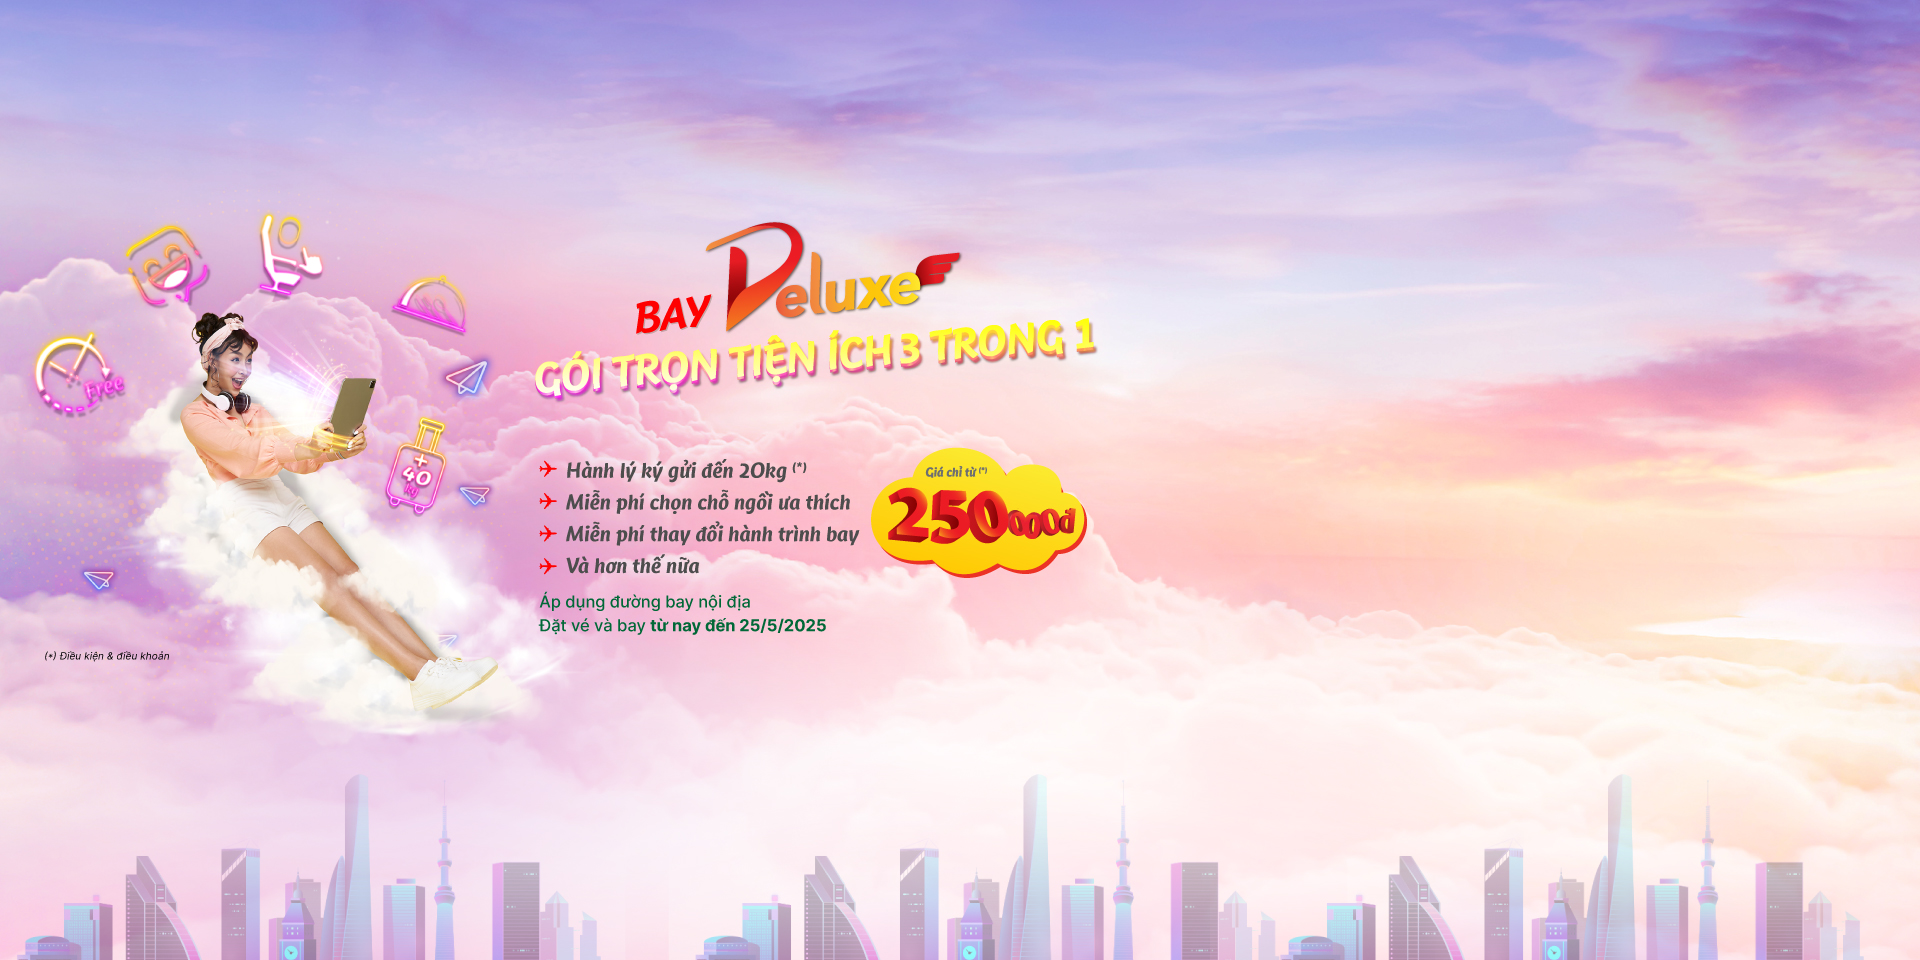 BAY Deluxe
GÓI TRỌN TIỆN ÍCH 3 TRONG 1
Free
+
40
kg
Hành lý ký gửi đến 20kg (*)
Miễn phí chọn chỗ ngồi ưa thích
Miễn phí thay đổi hành trình bay
Và hơn thế nữa
Giá chỉ từ (*)
250000đ
Áp dụng đường bay nội địa
Đặt vé và bay từ nay đến 25/5/2025
(*) Điều kiện & điều khoản